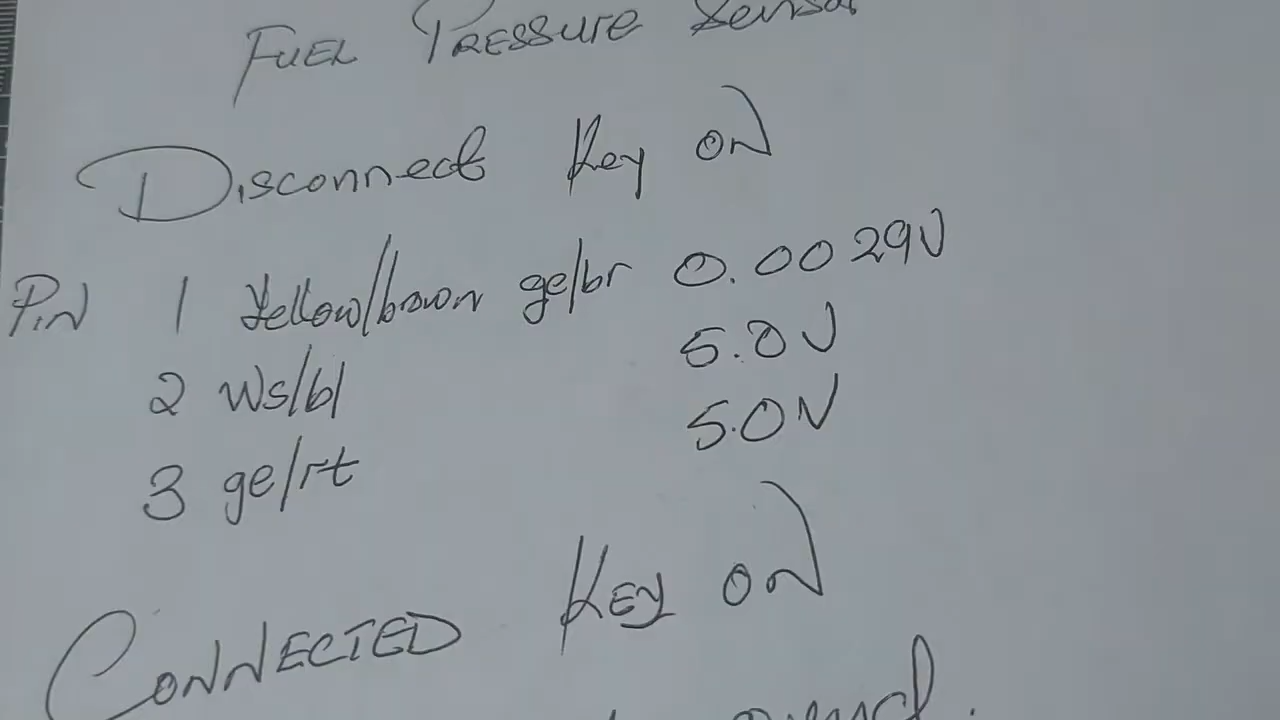 FUEL PRESSURE Sensor
Disconnect Key ON
PIN 1 Yellow/brown ge/br 0.0029V
2 Ws/bl 5.0V
3 ge/rt 5.0V
CONNECTED KEY ON